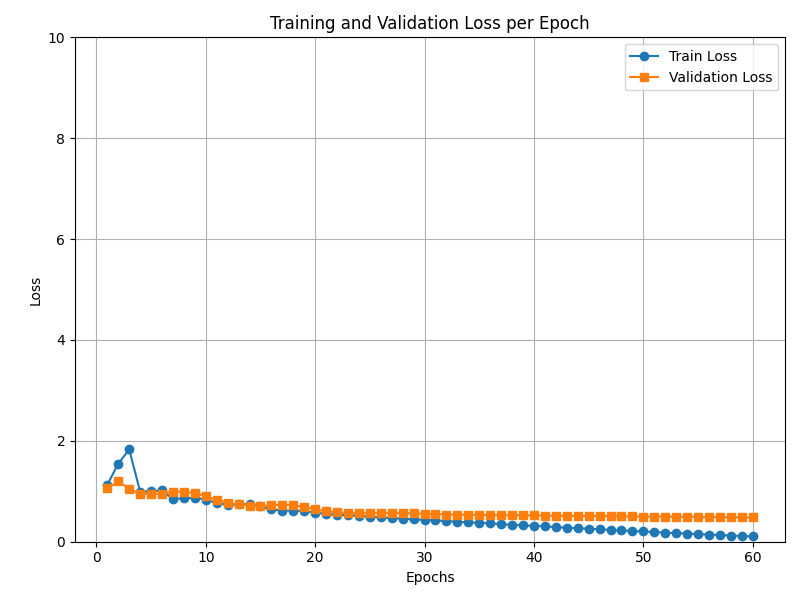 Training and Validation Loss per Epoch
Train Loss
Validation Loss
Loss
10
8
6
4
2
0
0 10 20 30 40 50 60
Epochs